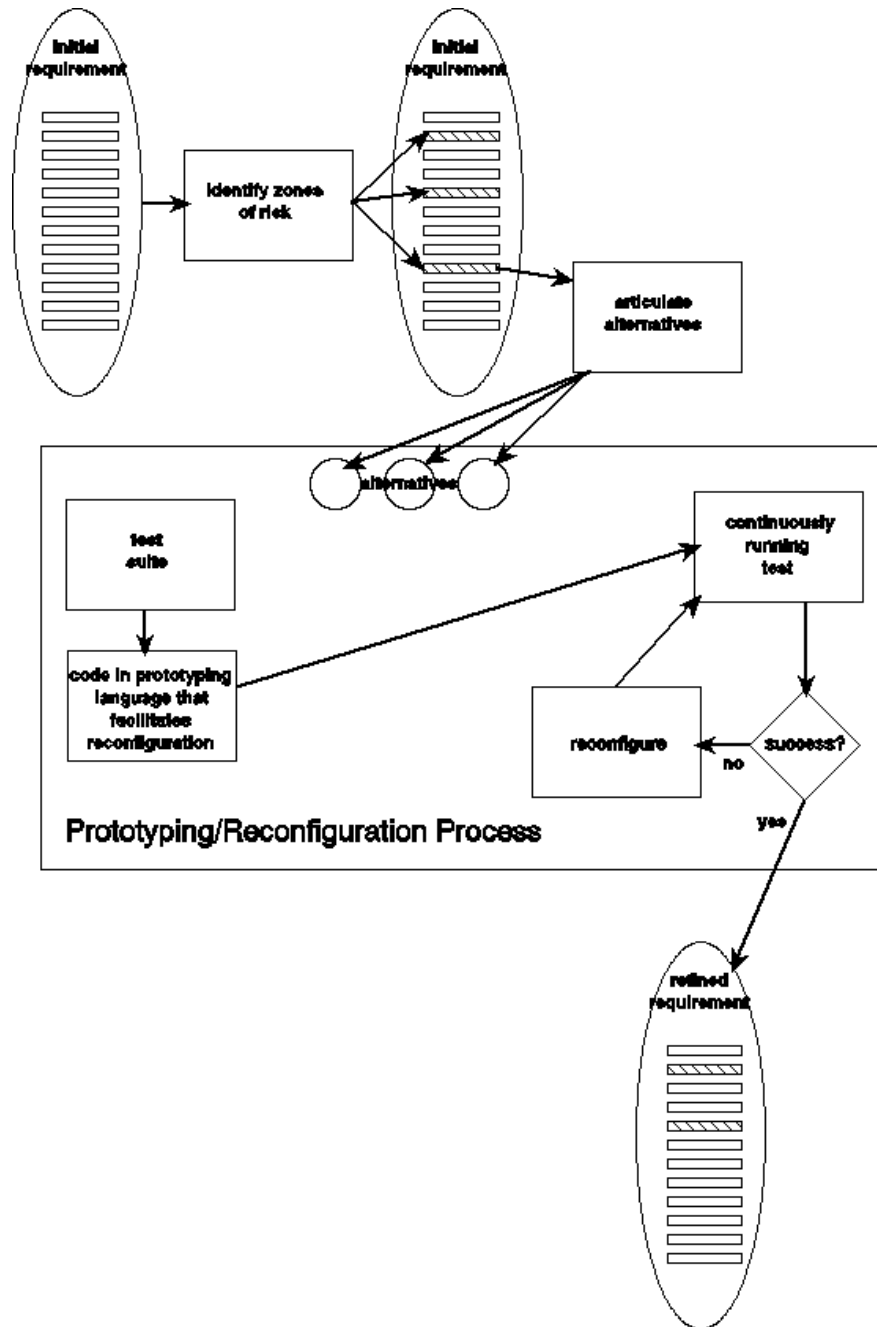 initial
requirement
initial
requirement
identify zones
of risk
articulate
alternatives
alternatives
test
suite
continuously
running
test
code in prototyping
language that
facilitates
reconfiguration
reconfigure
success?
no
yes
Prototyping/Reconfiguration Process
refined
requirement